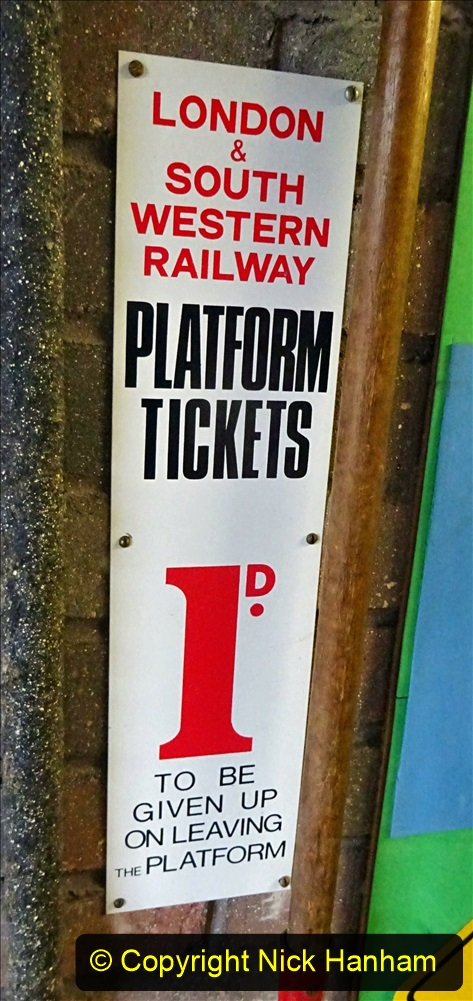 LONDON
&
SOUTH
WESTERN
RAILWAY
PLATFORM
TICKETS
1D.
TO BE
GIVEN UP
ON LEAVING
THE PLATFORM
© Copyright Nick Hanham